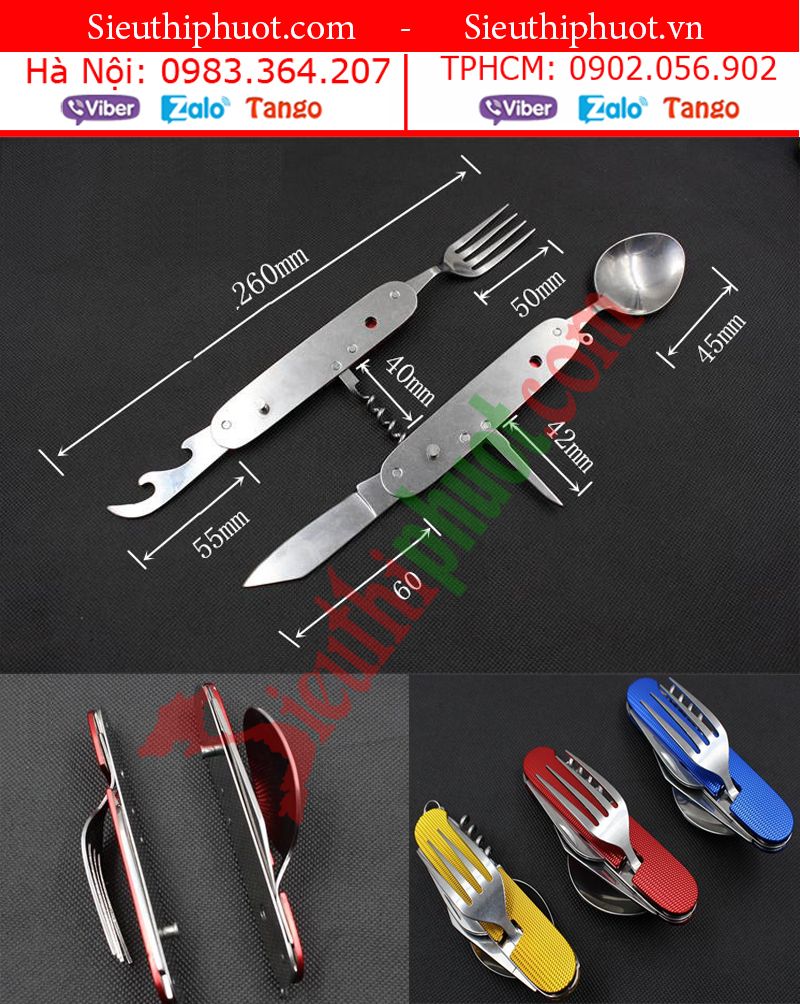 Sieuthiphuot.com - Sieuthiphuot.vn
Hà Nội: 0983.364.207
Viber Zalo Tango
TPHCM: 0902.056.902
Viber Zalo Tango
260mm
50mm
45mm
40mm
42mm
55mm
60
Sieuthiphuot.com